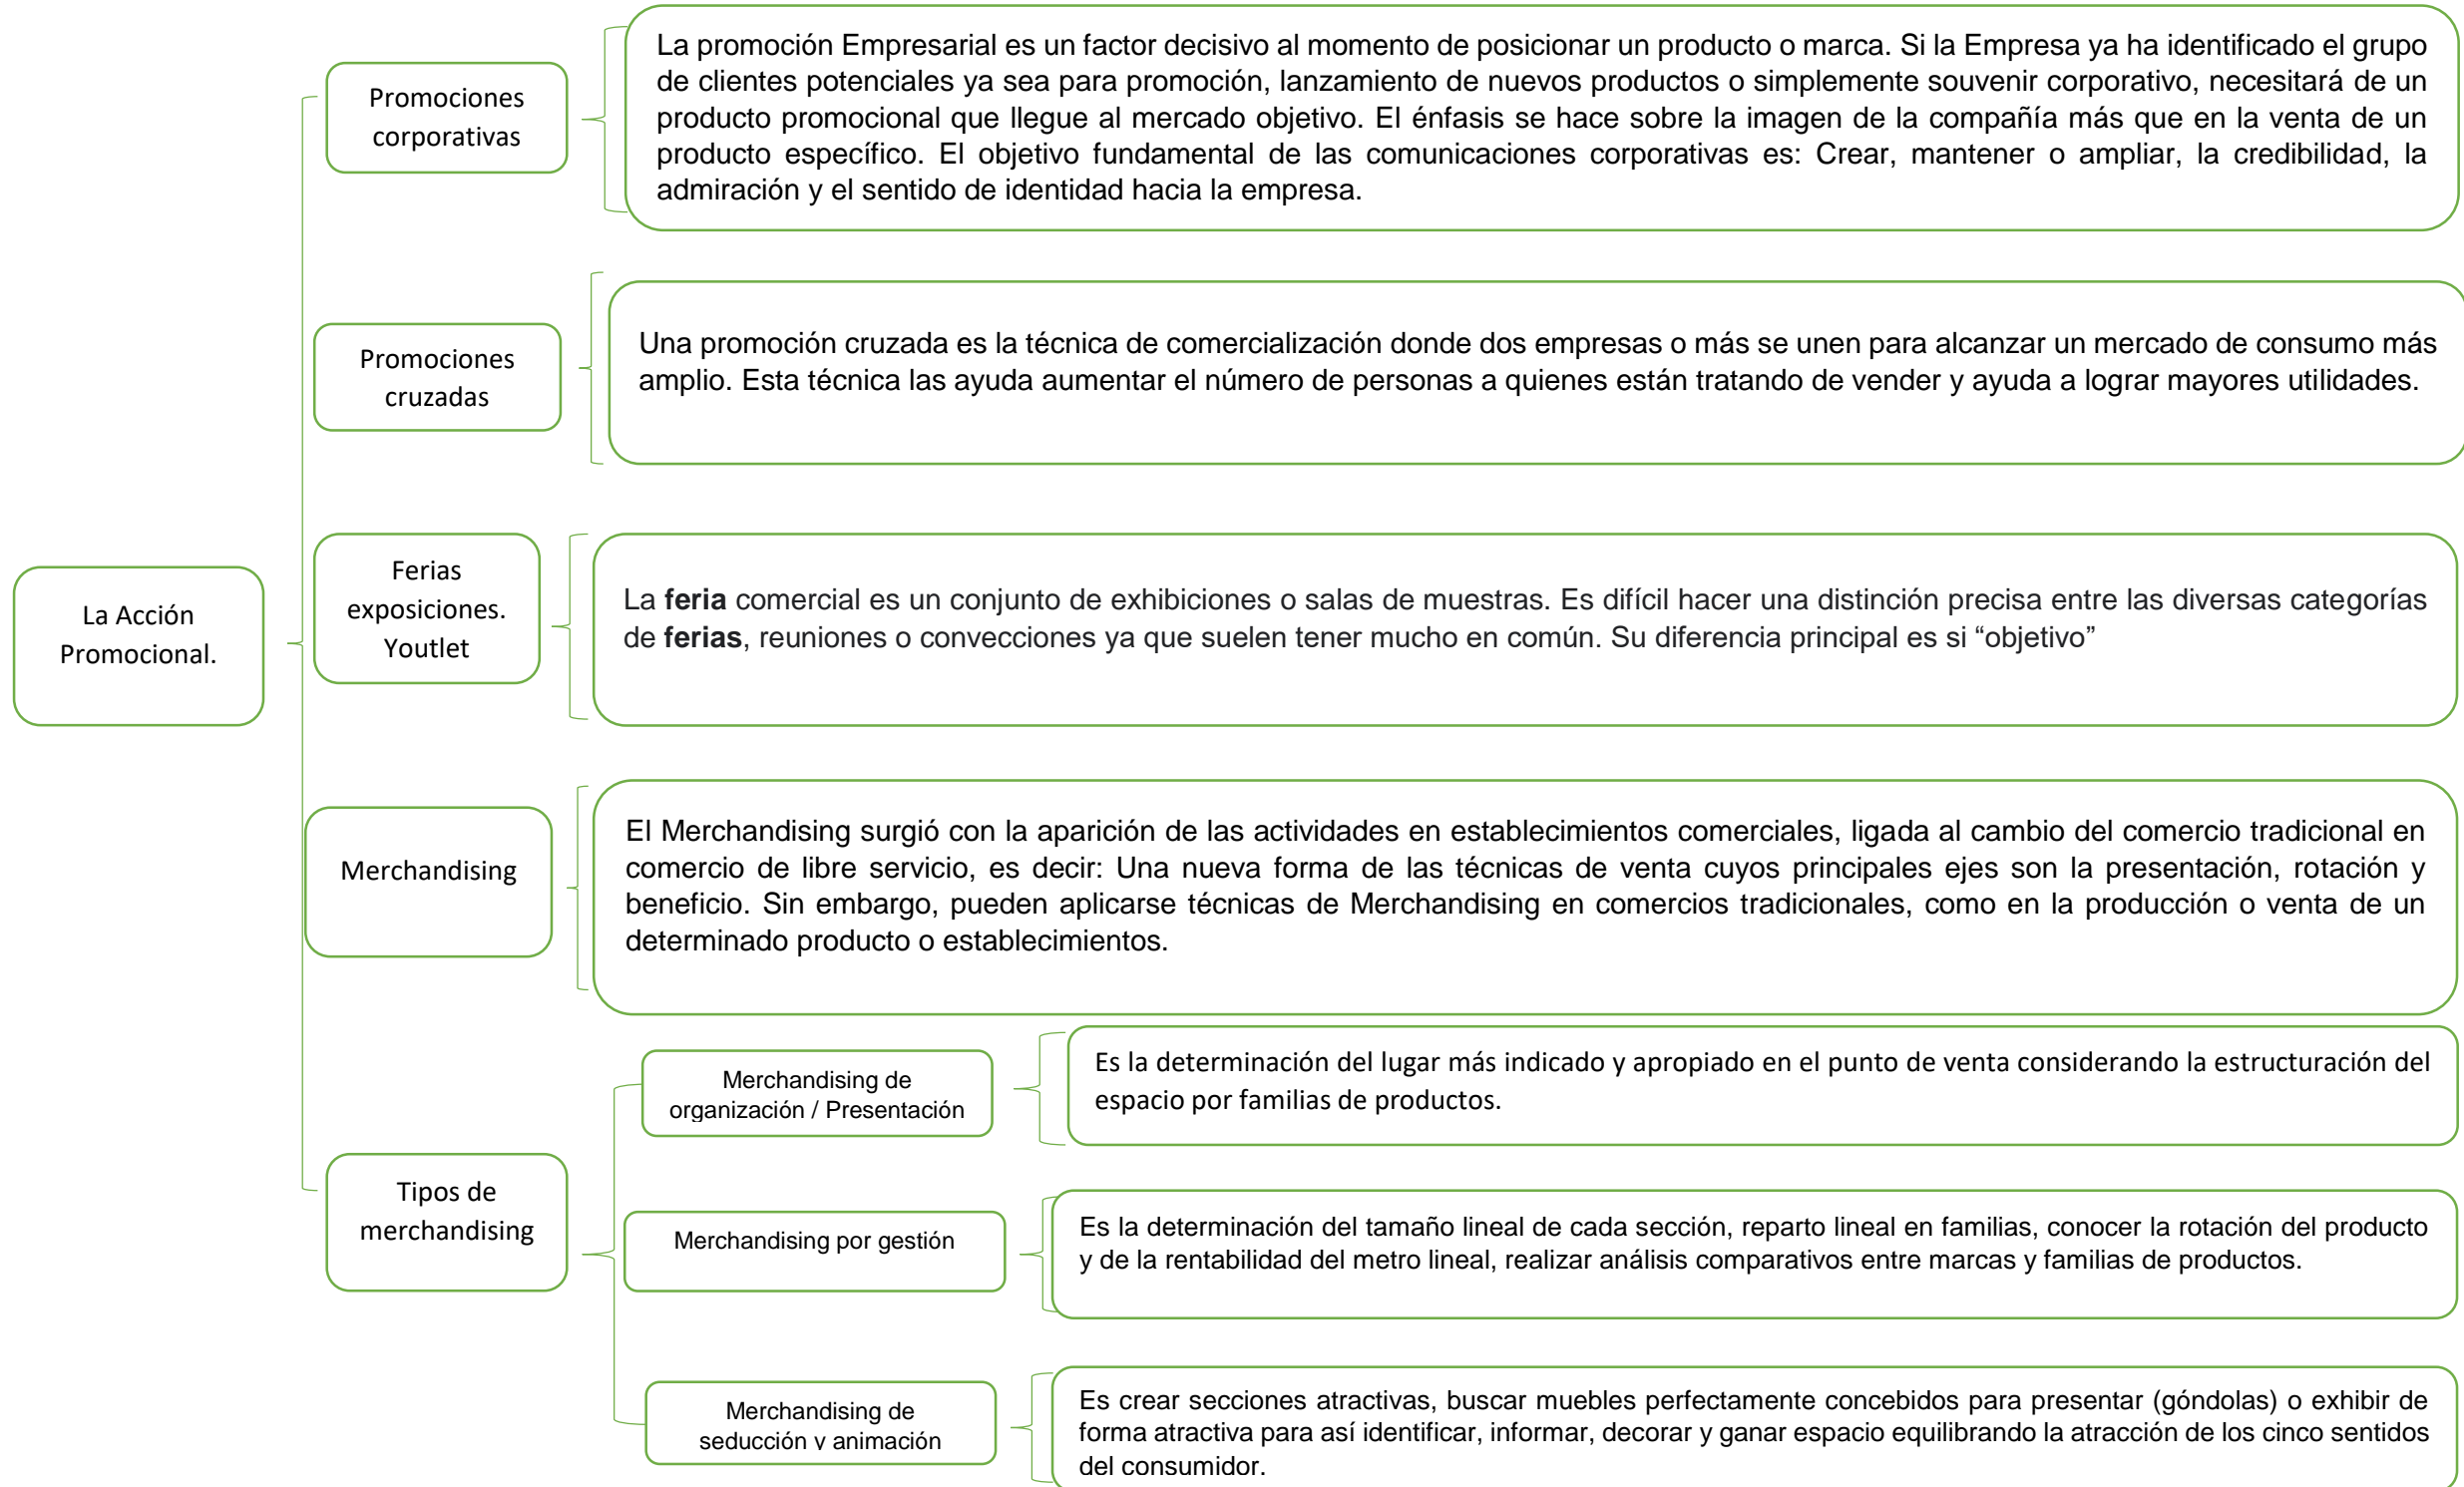 La Acción
Promocional.
Promociones
corporativas
La promoción Empresarial es un factor decisivo al momento de posicionar un producto o marca. Si la Empresa ya ha identificado el grupo
de clientes potenciales ya sea para promoción, lanzamiento de nuevos productos o simplemente souvenir corporativo, necesitará de un
producto promocional que llegue al mercado objetivo. El énfasis se hace sobre la imagen de la compañía más que en la venta de un
producto específico. El objetivo fundamental de las comunicaciones corporativas es: Crear, mantener o ampliar, la credibilidad, la
admiración y el sentido de identidad hacia la empresa.
Promociones
cruzadas
Una promoción cruzada es la técnica de comercialización donde dos empresas o más se unen para alcanzar un mercado de consumo más
amplio. Esta técnica las ayuda aumentar el número de personas a quienes están tratando de vender y ayuda a lograr mayores utilidades.
Ferias
exposiciones.
Youtlet
La feria comercial es un conjunto de exhibiciones o salas de muestras. Es difícil hacer una distinción precisa entre las diversas categorías
de ferias, reuniones o convecciones ya que suelen tener mucho en común. Su diferencia principal es si “objetivo”
Merchandising
El Merchandising surgió con la aparición de las actividades en establecimientos comerciales, ligada al cambio del comercio tradicional en
comercio de libre servicio, es decir: Una nueva forma de las técnicas de venta cuyos principales ejes son la presentación, rotación y
beneficio. Sin embargo, pueden aplicarse técnicas de Merchandising en comercios tradicionales, como en la producción o venta de un
determinado producto o establecimientos.
Tipos de
merchandising
Merchandising de
organización / Presentación
Es la determinación del lugar más indicado y apropiado en el punto de venta considerando la estructuración del
espacio por familias de productos.
Merchandising por gestión
Es la determinación del tamaño lineal de cada sección, reparto lineal en familias, conocer la rotación del producto
y de la rentabilidad del metro lineal, realizar análisis comparativos entre marcas y familias de productos.
Merchandising de
seducción y animación
Es crear secciones atractivas, buscar muebles perfectamente concebidos para presentar (góndolas) o exhibir de
forma atractiva para así identificar, informar, decorar y ganar espacio equilibrando la atracción de los cinco sentidos
del consumidor.